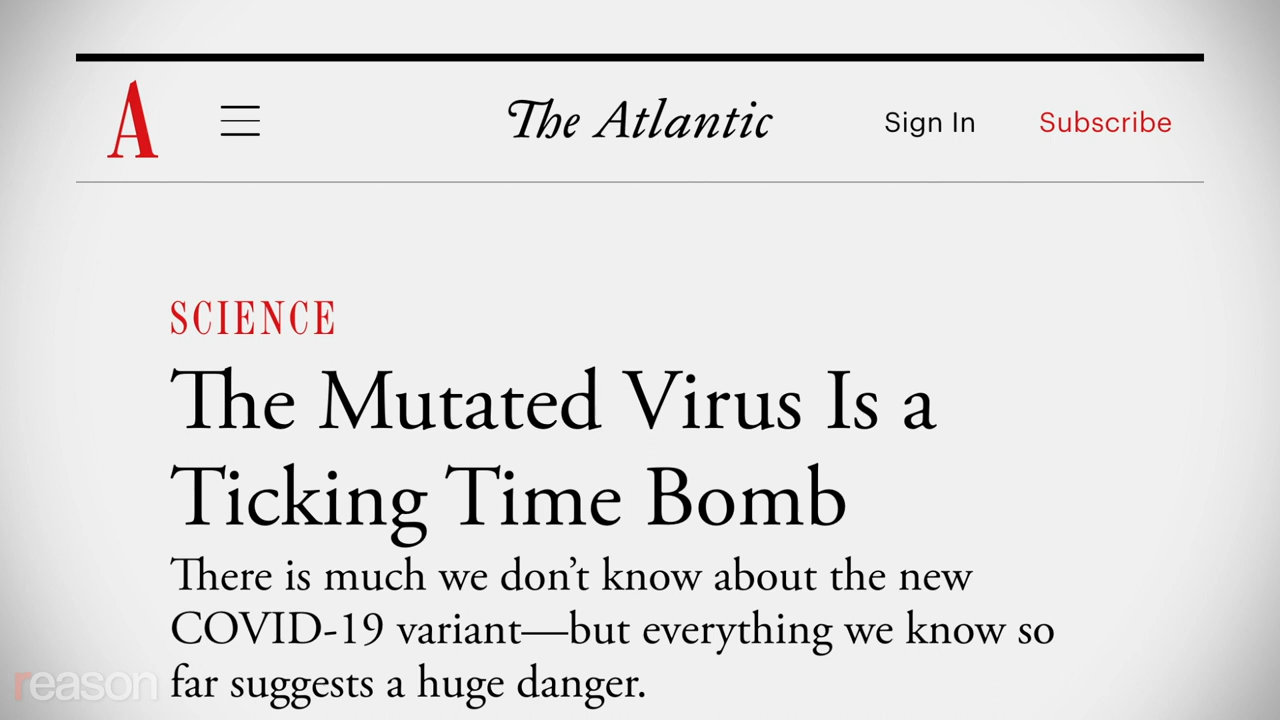 A
The Atlantic
Sign In
Subscribe
SCIENCE
The Mutated Virus Is a
Ticking Time Bomb
There is much we don’t know about the new
COVID-19 variant—but everything we know so
far suggests a huge danger.
reason